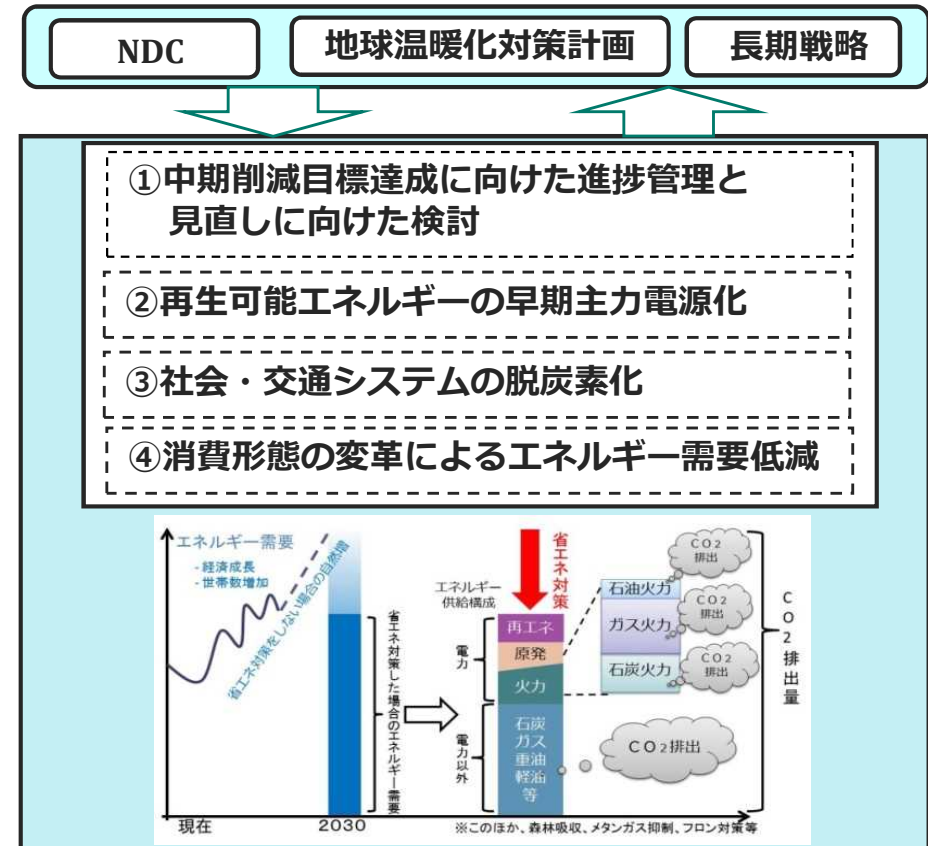 NDC
地球温暖化対策計画
長期戦略
①中期削減目標達成に向けた進捗管理と
見直しに向けた検討
②再生可能エネルギーの早期主力電源化
③社会・交通システムの脱炭素化
④消費形態の変革によるエネルギー需要低減
エネルギー需要
-経済成長
-世帯数増加
省エネ対策をしない場合の自然増
省エネ対策した場合のエネルギー需要
現在
2030
省エネ対策
エネルギー
供給構成
電力
再エネ
原発
火力
電力以外
石炭
ガス
重油
軽油
等
石油火力
ガス火力
石炭火力
CO2
排出
CO2
排出
CO2
排出
CO2排出
CO2排出量
※このほか、森林吸収、メタンガス抑制、フロン対策等